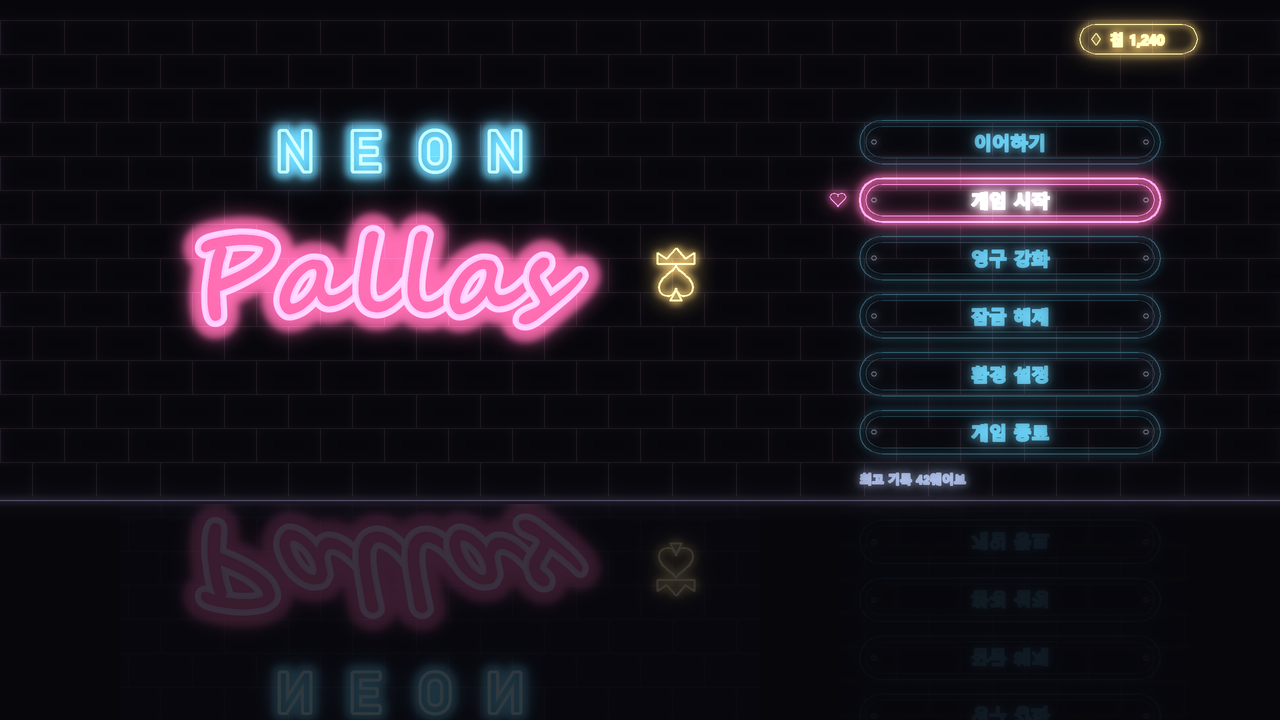 칩 1,240
NEON
Pallas
이어하기
게임 시작
영구 강화
잠금 해제
환경 설정
게임 종료
최고 기록 42웨이브